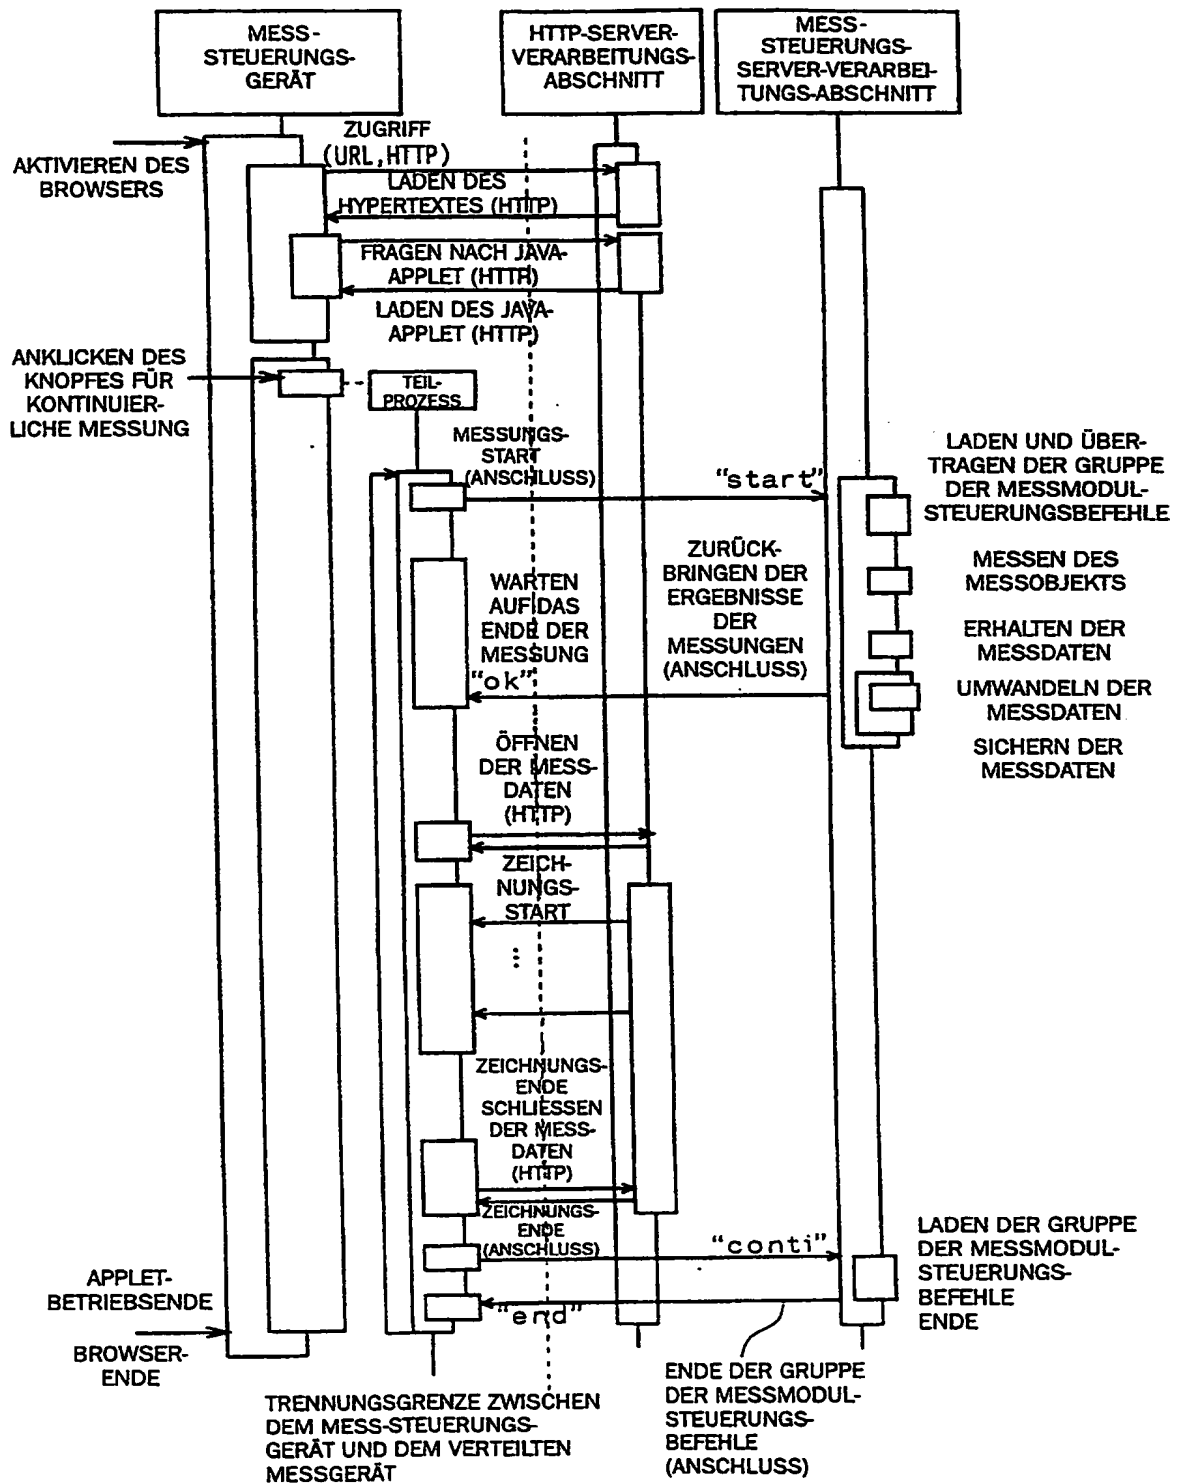 MESS-
STEUERUNGS-
GERÄT
HTTP-SERVER-
VERARBEITUNGS-
ABSCHNITT
MESS-
STEUERUNGS-
SERVER-VERARBEI-
TUNGS-ABSCHNITT
AKTIVIEREN DES
BROWSERS
ZUGRIFF
(URL,HTTP)
LADEN DES
HYPERTEXTES (HTTP)
FRAGEN NACH JAVA-
APPLET (HTTP)
LADEN DES JAVA-
APPLET (HTTP)
ANKLICKEN DES
KNOPFES FÜR
KONTINUIER-
LICHE MESSUNG
TEIL-
PROZESS
MESSUNGS-
START
(ANSCHLUSS)
"start"
LADEN UND ÜBER-
TRAGEN DER GRUPPE
DER MESSMODUL-
STEUERUNGSBEFEHLE
MESSEN DES
MESSOBJEKTS
ERHALTEN DER
MESSDATEN
UMWANDELN DER
MESSDATEN
SICHERN DER
MESSDATEN
WARTEN
AUF DAS
ENDE DER
MESSUNG
"ok"
ZURÜCK-
BRINGEN DER
ERGEBNISSE
DER
MESSUNGEN
(ANSCHLUSS)
ÖFFNEN
DER MESS-
DATEN
(HTTP)
ZEICH-
NUNGS-
START
ZEICHNUNGS-
ENDE
SCHLIESSEN
DER MESS-
DATEN
(HTTP)
ZEICHNUNGS-
ENDE
(ANSCHLUSS)
"conti"
LADEN DER GRUPPE
DER MESSMODUL-
STEUERUNGS-
BEFEHLE
ENDE
"end"
APPLET-
BETRIEBSENDE
BROWSER-
ENDE
ENDE DER GRUPPE
DER MESSMODUL-
STEUERUNGS-
BEFEHLE
(ANSCHLUSS)
TRENNUNGSGRENZE ZWISCHEN
DEM MESS-STEUERUNGS-
GERÄT UND DEM VERTEILTEN
MESSGERÄT